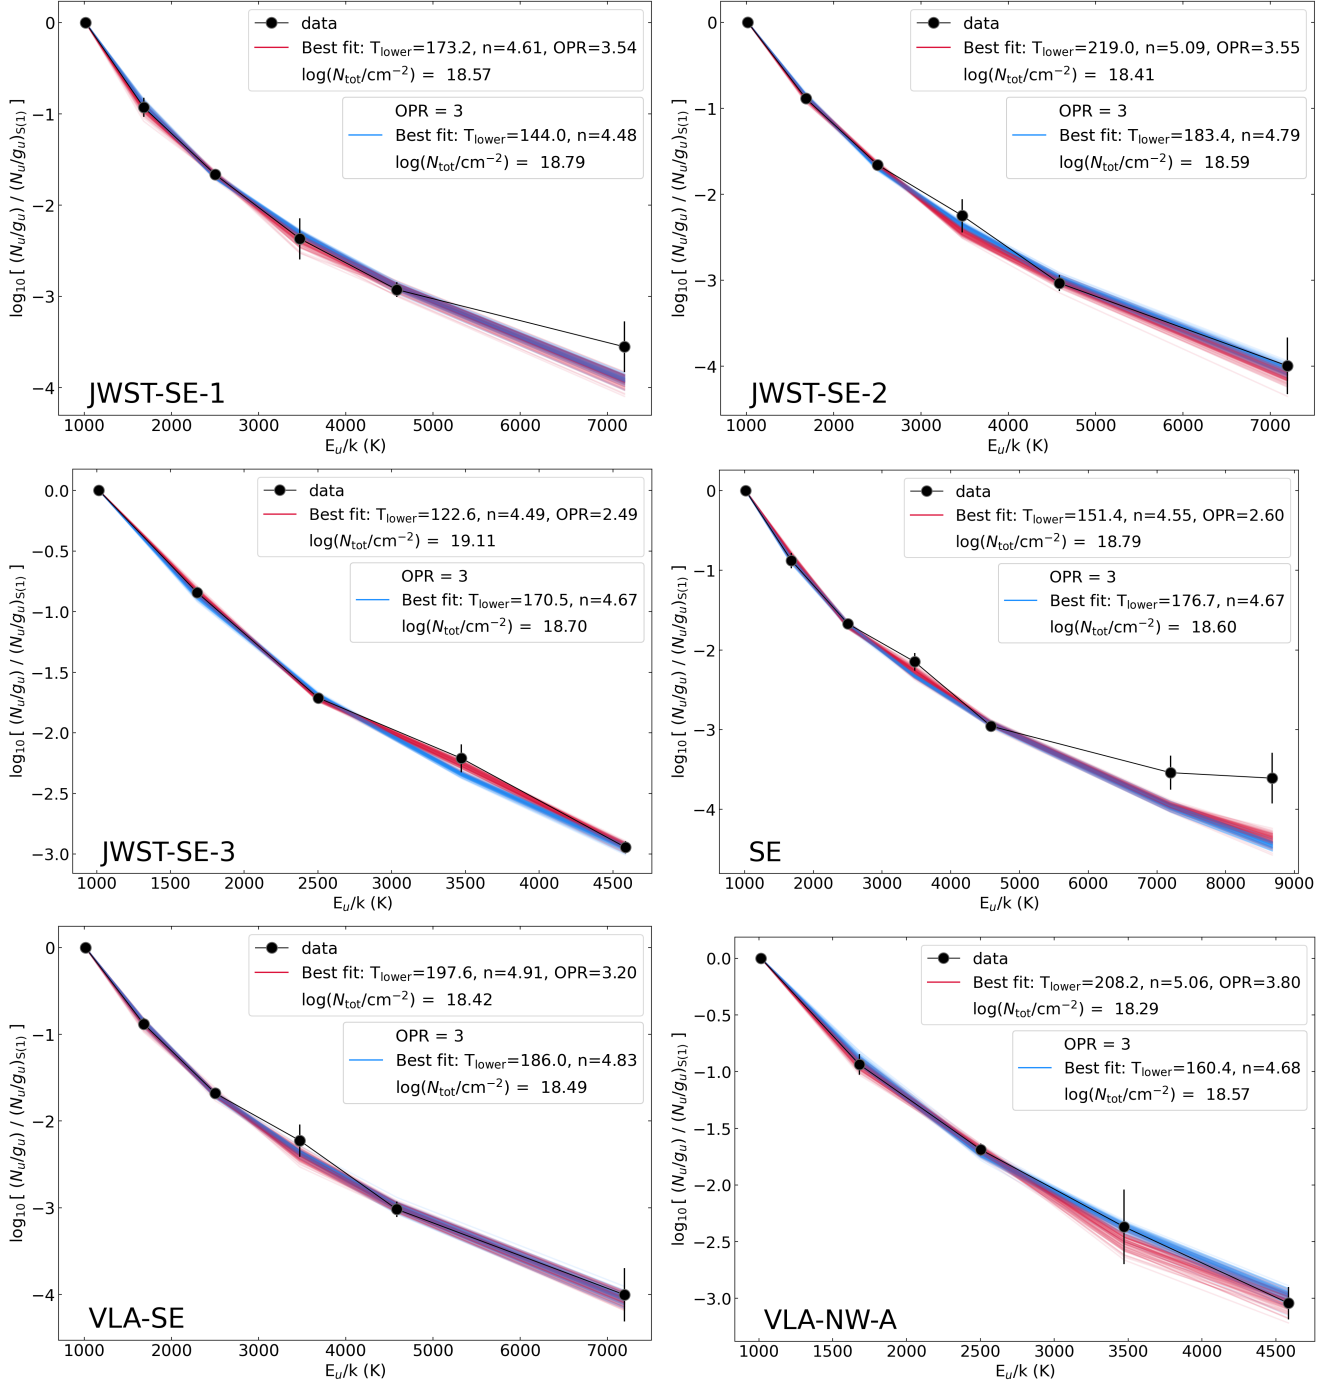 data
Best fit: T_lower=173.2, n=4.61, OPR=3.54
log(N_tot/cm⁻²) = 18.57
OPR = 3
Best fit: T_lower=144.0, n=4.48
log(N_tot/cm⁻²) = 18.79
log₁₀[ (N_u/g_u) / (N_u/g_u)_S(1) ]
0
−1
−2
−3
−4
JWST-SE-1
1000 2000 3000 4000 5000 6000 7000
E_u/k (K)
data
Best fit: T_lower=219.0, n=5.09, OPR=3.55
log(N_tot/cm⁻²) = 18.41
OPR = 3
Best fit: T_lower=183.4, n=4.79
log(N_tot/cm⁻²) = 18.59
log₁₀[ (N_u/g_u) / (N_u/g_u)_S(1) ]
0
−1
−2
−3
−4
JWST-SE-2
1000 2000 3000 4000 5000 6000 7000
E_u/k (K)
data
Best fit: T_lower=122.6, n=4.49, OPR=2.49
log(N_tot/cm⁻²) = 19.11
OPR = 3
Best fit: T_lower=170.5, n=4.67
log(N_tot/cm⁻²) = 18.70
log₁₀[ (N_u/g_u) / (N_u/g_u)_S(1) ]
0.0
−0.5
−1.0
−1.5
−2.0
−2.5
−3.0
JWST-SE-3
1000 1500 2000 2500 3000 3500 4000 4500
E_u/k (K)
data
Best fit: T_lower=151.4, n=4.55, OPR=2.60
log(N_tot/cm⁻²) = 18.79
OPR = 3
Best fit: T_lower=176.7, n=4.67
log(N_tot/cm⁻²) = 18.60
log₁₀[ (N_u/g_u) / (N_u/g_u)_S(1) ]
0
−1
−2
−3
−4
SE
1000 2000 3000 4000 5000 6000 7000 8000 9000
E_u/k (K)
data
Best fit: T_lower=197.6, n=4.91, OPR=3.20
log(N_tot/cm⁻²) = 18.42
OPR = 3
Best fit: T_lower=186.0, n=4.83
log(N_tot/cm⁻²) = 18.49
log₁₀[ (N_u/g_u) / (N_u/g_u)_S(1) ]
0
−1
−2
−3
−4
VLA-SE
1000 2000 3000 4000 5000 6000 7000
E_u/k (K)
data
Best fit: T_lower=208.2, n=5.06, OPR=3.80
log(N_tot/cm⁻²) = 18.29
OPR = 3
Best fit: T_lower=160.4, n=4.68
log(N_tot/cm⁻²) = 18.57
log₁₀[ (N_u/g_u) / (N_u/g_u)_S(1) ]
0.0
−0.5
−1.0
−1.5
−2.0
−2.5
−3.0
VLA-NW-A
1000 1500 2000 2500 3000 3500 4000 4500
E_u/k (K)